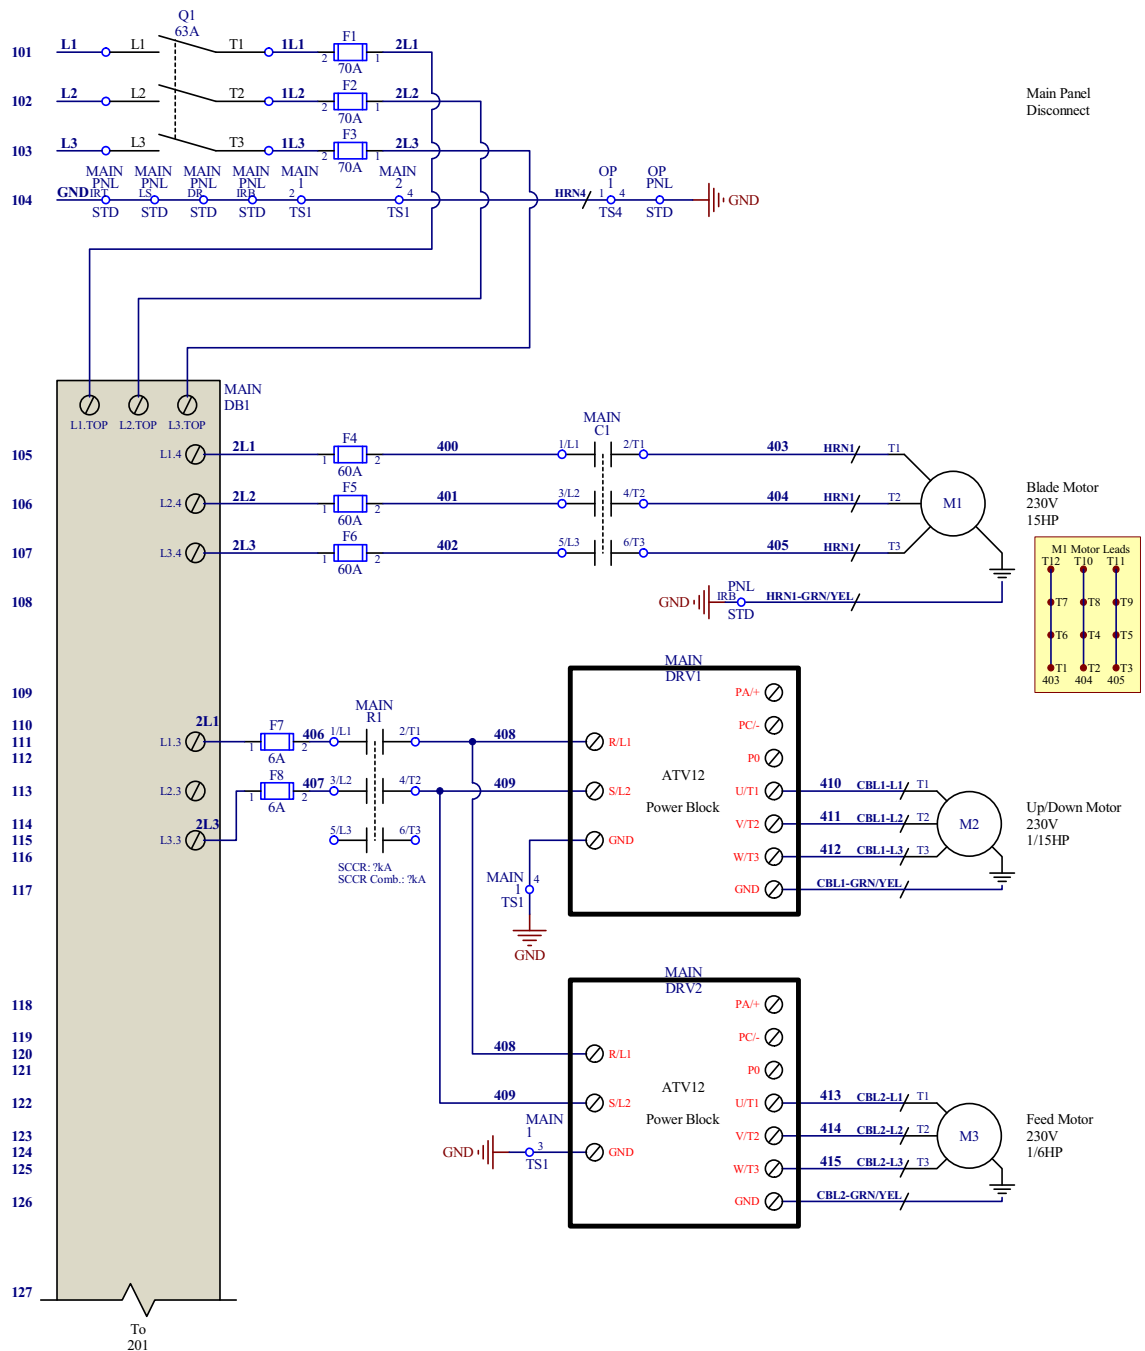 Q1
63A
101 L1 L1 T1 1L1 2 F1 1 2L1
70A
102 L2 L2 T2 1L2 2 F2 1 2L2
70A
103 L3 L3 T3 1L3 2 F3 1 2L3
70A
Main Panel
Disconnect
MAIN MAIN MAIN MAIN MAIN MAIN OP OP
PNL PNL PNL PNL 1 2 1 PNL
104 GND IRT LS DR IRB 2 4 HRN4 1 4 GND
STD STD STD STD TS1 TS1 TS4 STD
MAIN
DB1
L1.TOP L2.TOP L3.TOP
MAIN
C1
105 L1.4 2L1 1 F4 2 400 1/L1 2/T1 403 HRN1 T1
60A
106 L2.4 2L2 1 F5 2 401 3/L2 4/T2 404 HRN1 T2 M1
60A
107 L3.4 2L3 1 F6 2 402 5/L3 6/T3 405 HRN1 T3
60A
Blade Motor
230V
15HP
M1 Motor Leads
T12 T10 T11
T7 T8 T9
T6 T4 T5
T1 T2 T3
403 404 405
108 GND IRB PNL HRN1-GRN/YEL
STD
MAIN
DRV1
109 PA/+
110 PC/-
MAIN
R1
111 L1.3 2L1 1 F7 2 406 1/L1 2/T1 408 R/L1
6A
112 P0
ATV12
113 L2.3 1 F8 2 407 3/L2 4/T2 409 S/L2 U/T1 410 CBL1-L1 T1
6A
Power Block
114 V/T2 411 CBL1-L2 T2 M2
115 L3.3 2L3 5/L3 6/T3 GND
116 W/T3 412 CBL1-L3 T3
Up/Down Motor
230V
1/15HP
SCCR: ?kA
SCCR Comb.: ?kA
117 MAIN 4 GND CBL1-GRN/YEL
1
TS1
GND
MAIN
DRV2
118 PA/+
119 PC/-
120 408 R/L1
121 P0
ATV12
122 409 S/L2 U/T1 413 CBL2-L1 T1
Power Block
123 V/T2 414 CBL2-L2 T2 M3
MAIN
1
124 GND 3 GND
TS1
125 W/T3 415 CBL2-L3 T3
Feed Motor
230V
1/6HP
126 GND CBL2-GRN/YEL
127
To
201